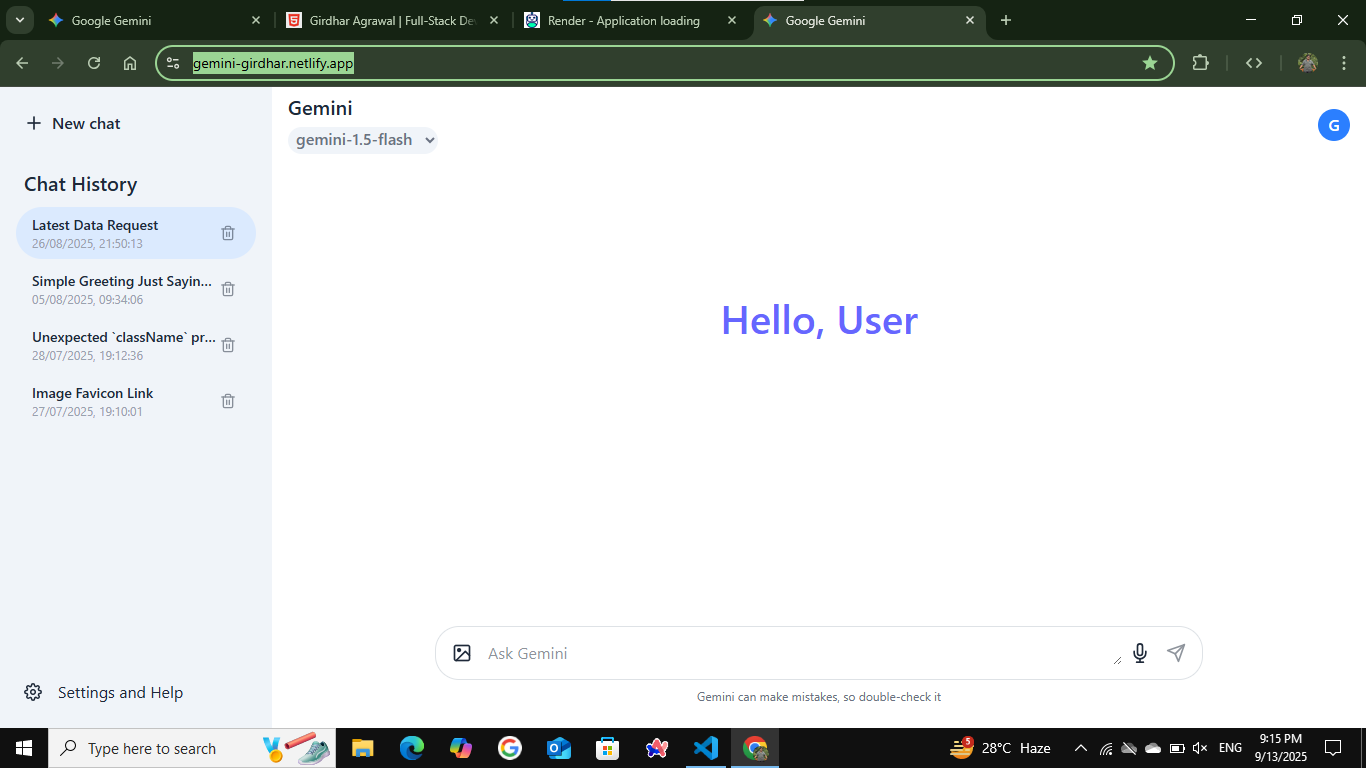 Google Gemini
Girdhar Agrawal | Full-Stack Dev
Render - Application loading
Google Gemini
gemini-girdhar.netlify.app
New chat
Chat History
Latest Data Request
26/08/2025, 21:50:13
Simple Greeting Just Sayin...
05/08/2025, 09:34:06
Unexpected `className` pr...
28/07/2025, 19:12:36
Image Favicon Link
27/07/2025, 19:10:01
Settings and Help
Gemini
gemini-1.5-flash
G
Hello, User
Ask Gemini
Gemini can make mistakes, so double-check it
Type here to search
5
28°C Haze
ENG
9:15 PM
9/13/2025